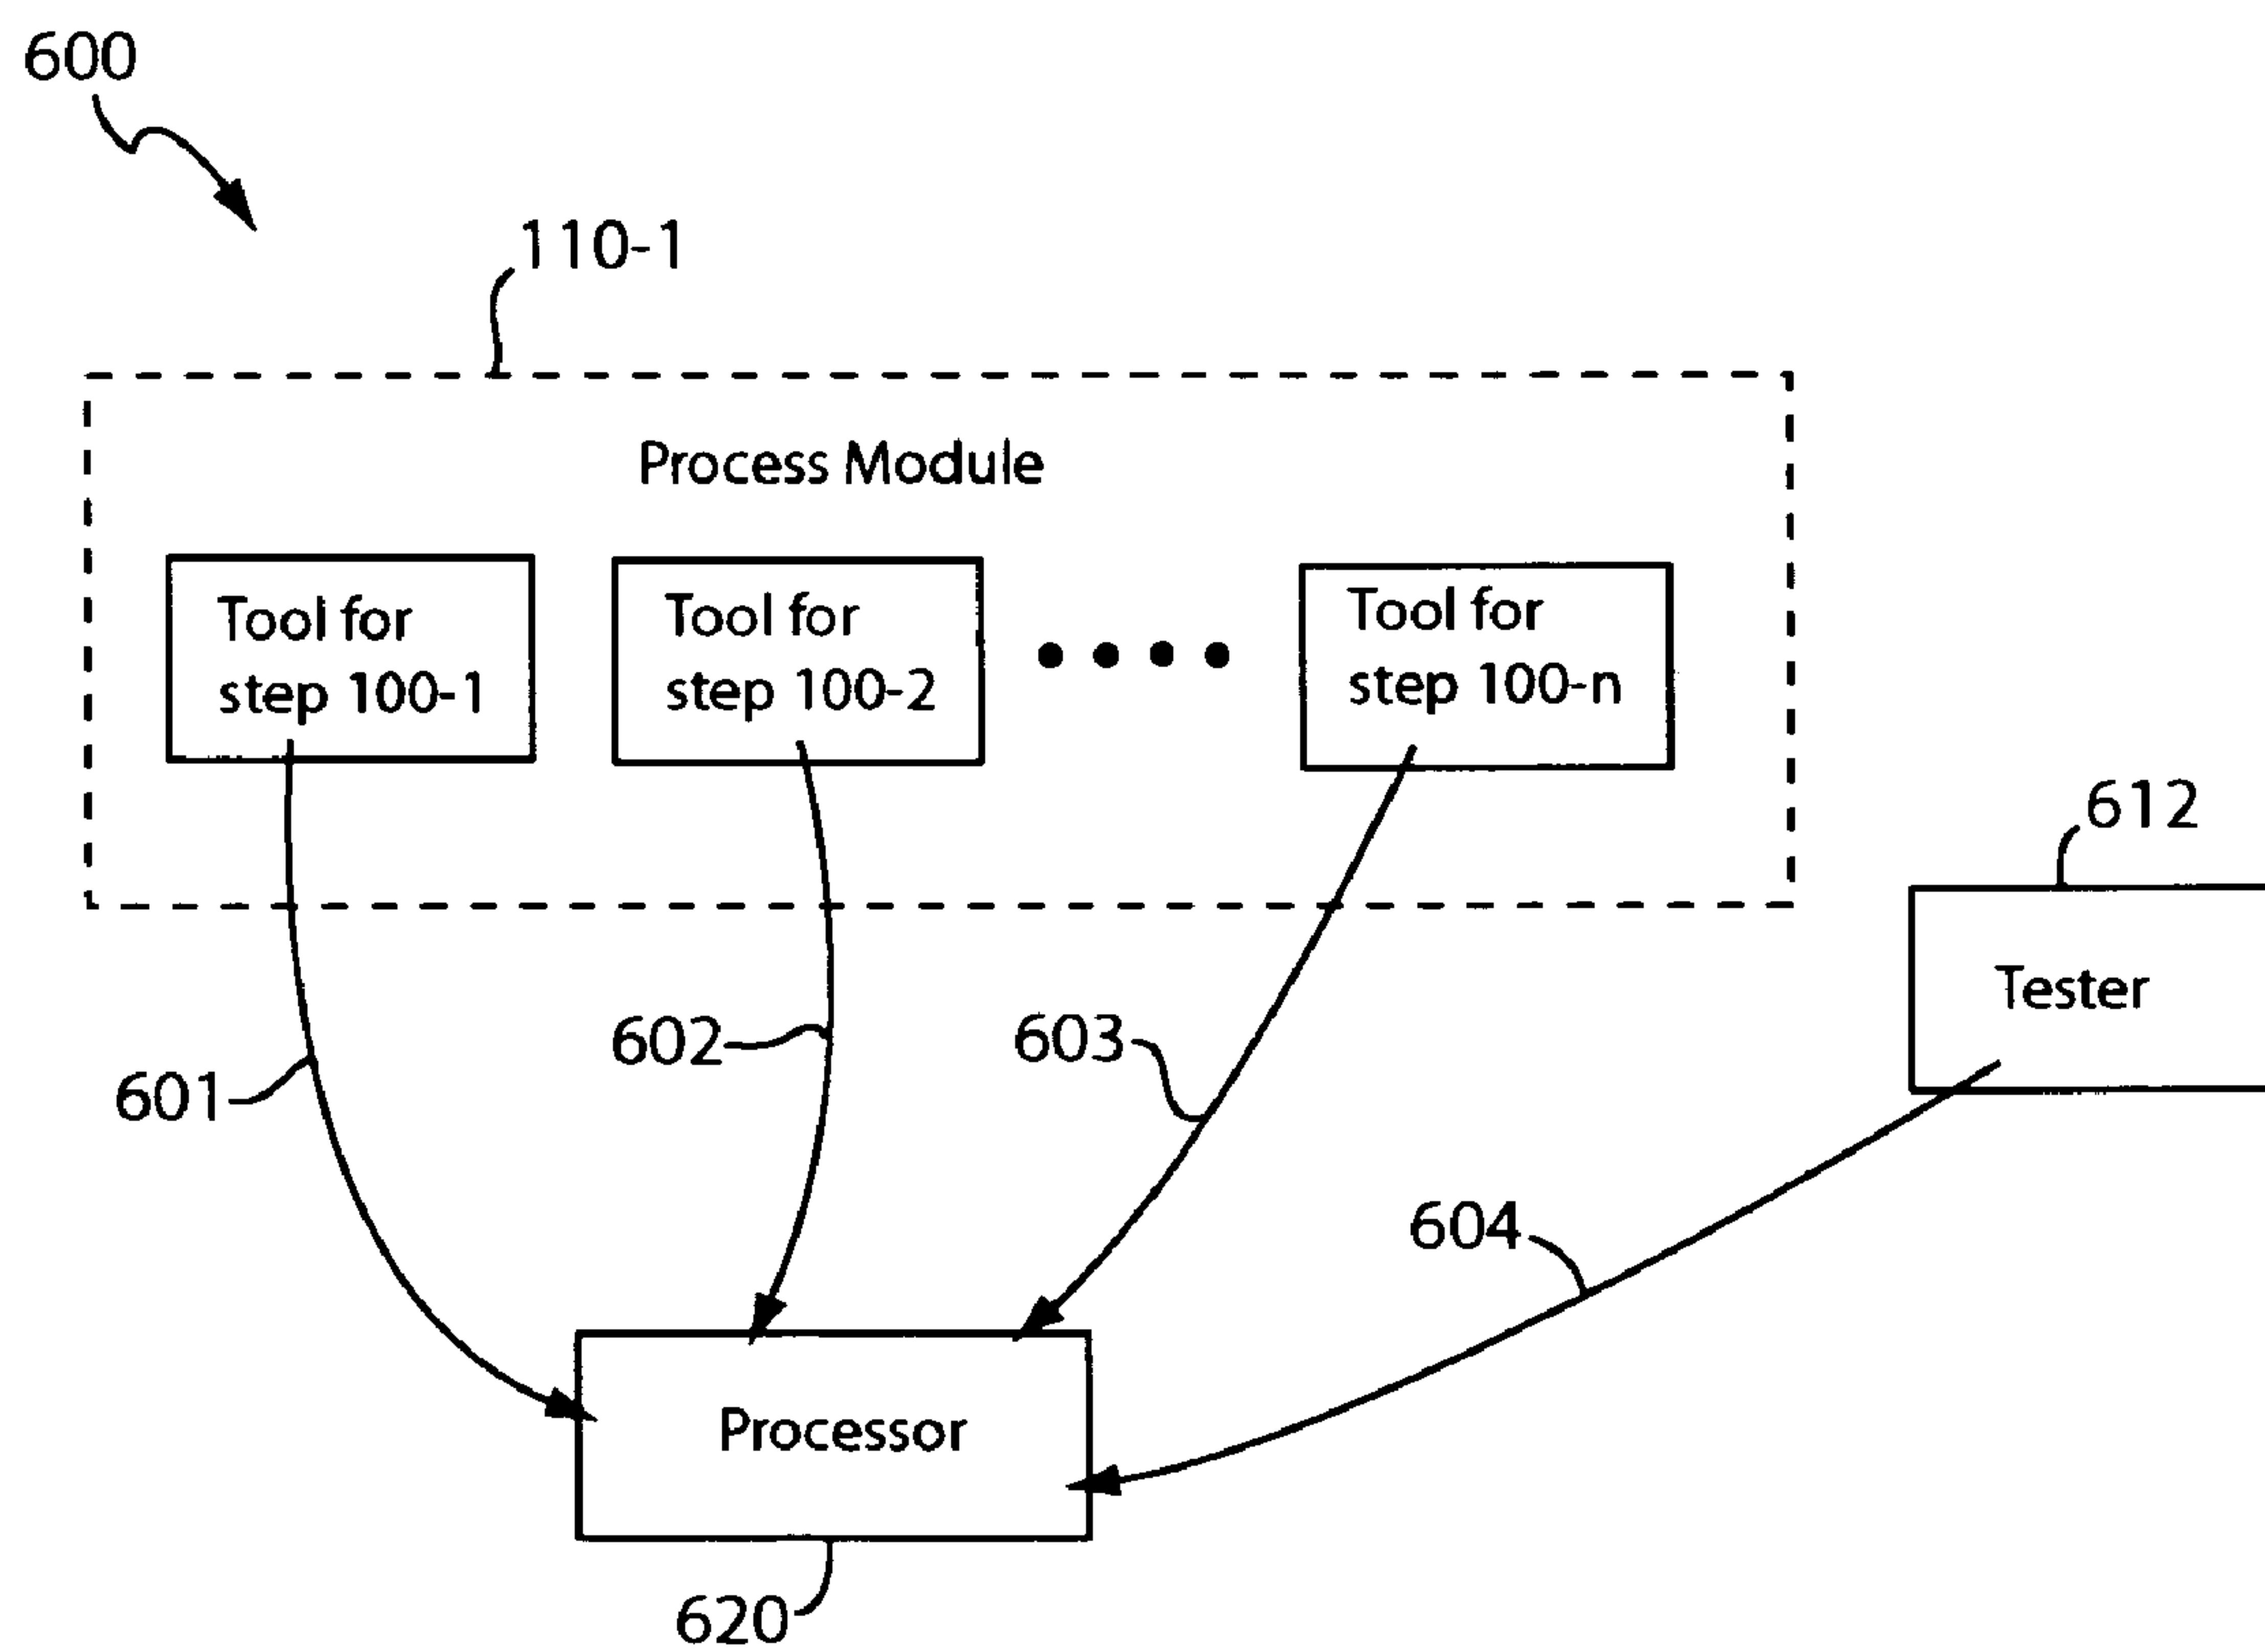 600
110-1
Process Module
Tool for
step 100-1
Tool for
step 100-2
Tool for
step 100-n
612
Tester
601
602
603
604
Processor
620